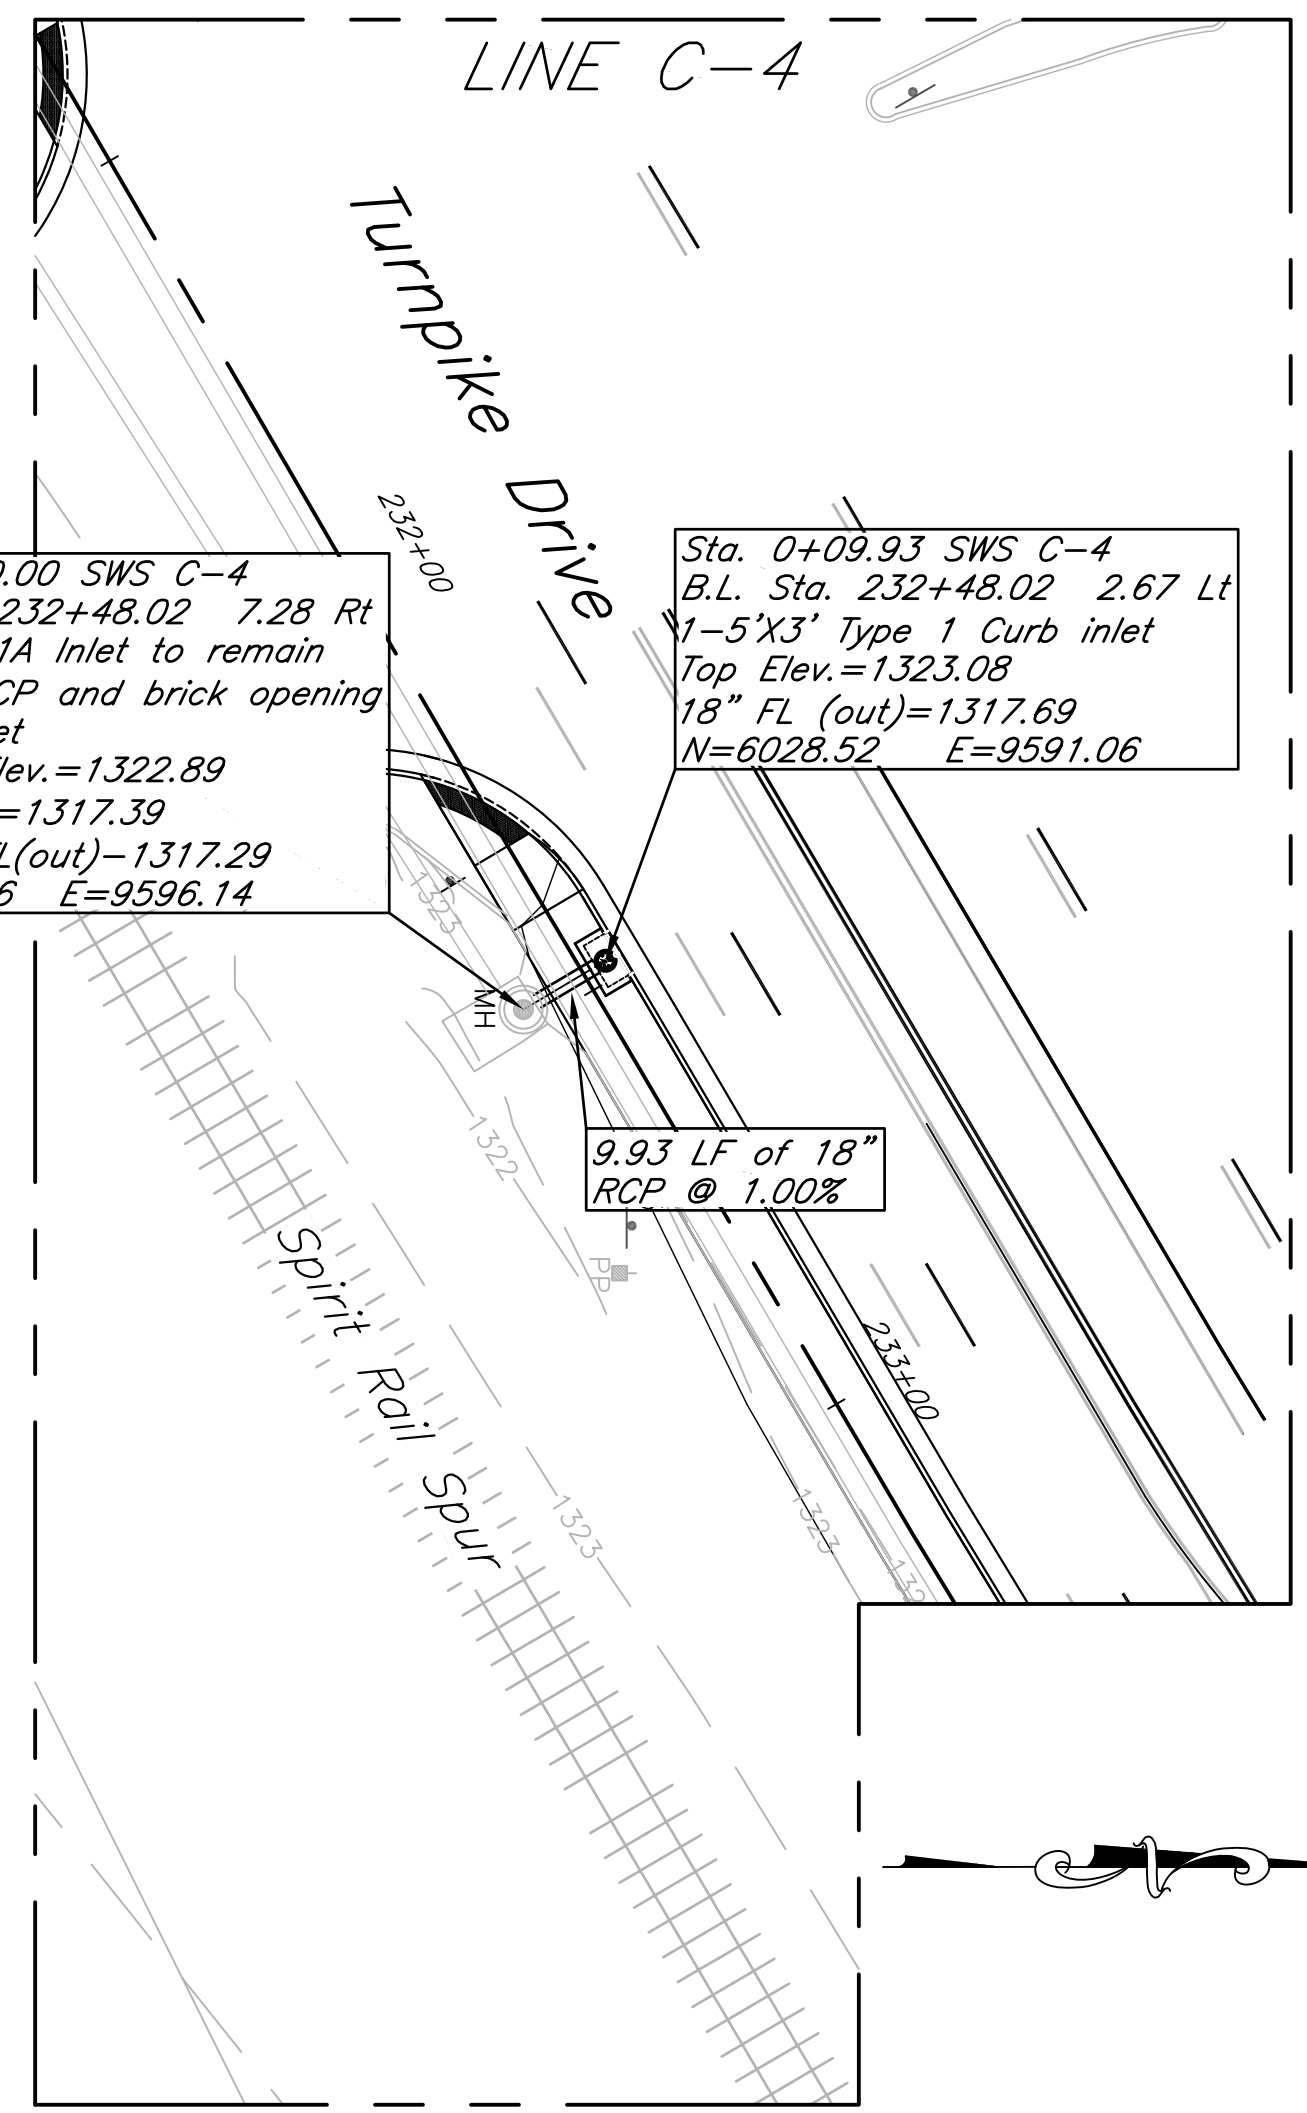 LINE C-4
Turnpike Drive
232+00
0.00 SWS C-4
232+48.02 7.28 Rt
1A Inlet to remain
CP and brick opening
et
lev.=1322.89
=1317.39
L(out)-1317.29
6 E=9596.14
Sta. 0+09.93 SWS C-4
B.L. Sta. 232+48.02 2.67 Lt
1-5'X3' Type 1 Curb inlet
Top Elev.=1323.08
18" FL (out)=1317.69
N=6028.52 E=9591.06
1323
MH
1322
9.93 LF of 18"
RCP @ 1.00%
PP
Spirit Rail Spur
233+00
1323
1323
132
N